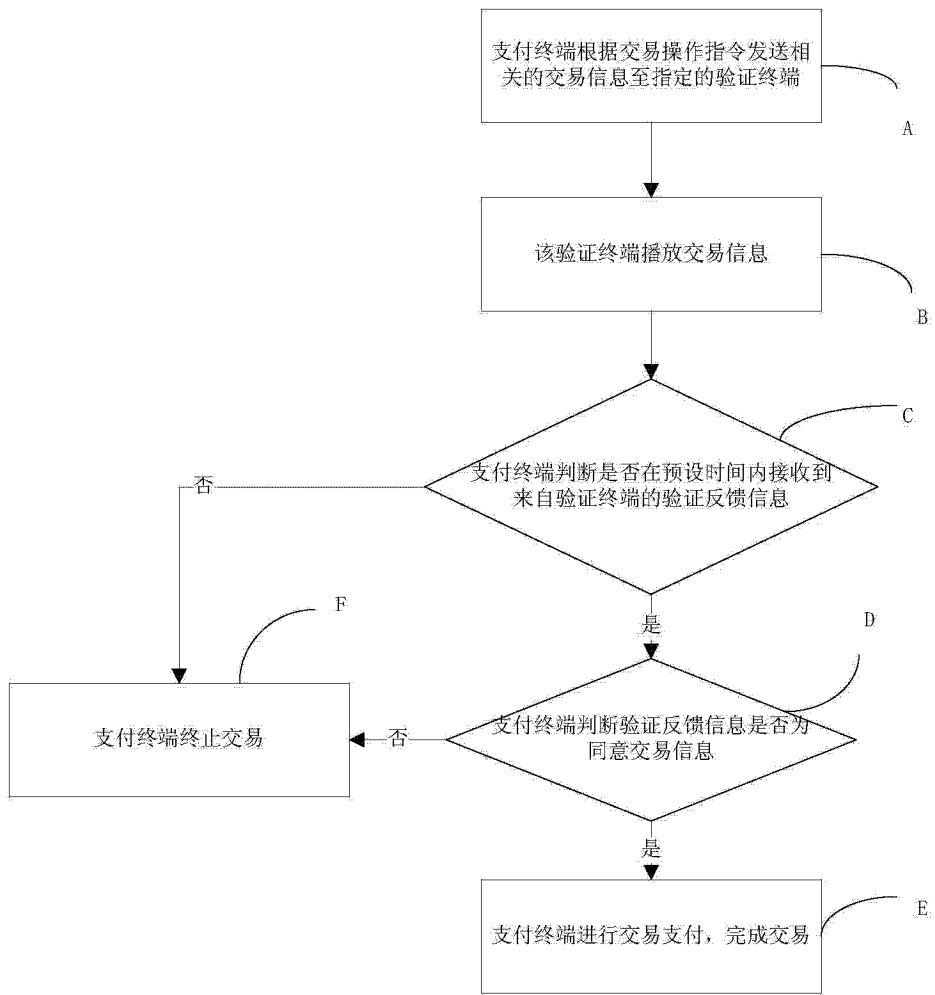 支付终端根据交易操作指令发送相
关的交易信息至指定的验证终端
A
该验证终端播放交易信息
B
C
支付终端判断是否在预设时间内接收到
来自验证终端的验证反馈信息
否
是
F
D
支付终端判断验证反馈信息是否为
同意交易信息
支付终端终止交易
否
是
支付终端进行交易支付，完成交易
E